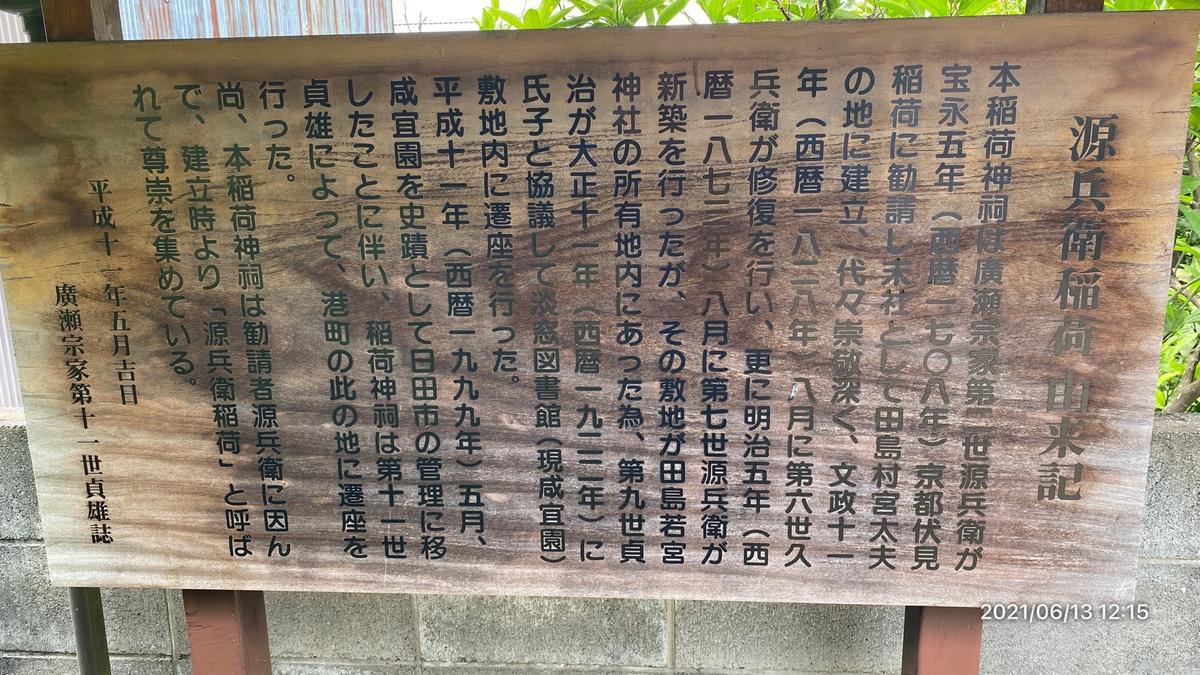 源兵衛稲荷由来記
本稲荷神祠は廣瀬宗家第二世源兵衛が
宝永五年（西暦一七〇八年）京都伏見
稲荷に勧請し末社として田島村宮太夫
の地に建立、代々崇敬深く、文政十一
年（西暦一八二八年）八月に第六世久
兵衛が修復を行い、更に明治五年（西
暦一八七二年）八月に第七世源兵衛が
新築を行ったが、その敷地が田島若宮
神社の所有地内にあった為、第九世貞
治が大正十一年（西暦一九二二年）に
氏子と協議して淡窓図書館（現咸宜園）
敷地内に遷座を行った。
平成十一年（西暦一九九九年）五月、
咸宜園を史蹟として日田市の管理に移
したことに伴い、稲荷神祠は第十一世
貞雄によって、港町の此の地に遷座を
行った。
尚、本稲荷神祠は勧請者源兵衛に因ん
で、建立時より「源兵衛稲荷」と呼ば
れて尊崇を集めている。
平成十一年五月吉日
廣瀬宗家第十一世貞雄誌
2021/06/13 12:15